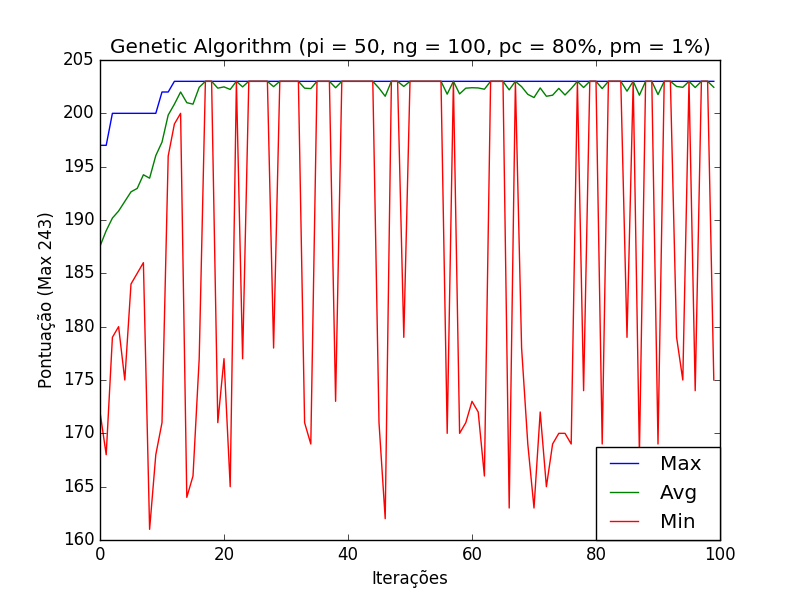 Genetic Algorithm (pi = 50, ng = 100, pc = 80%, pm = 1%)
205
200
195
190
185
180
175
170
165
160
Pontuação (Max 243)
0
20
40
60
80
100
Iterações
Max
Avg
Min